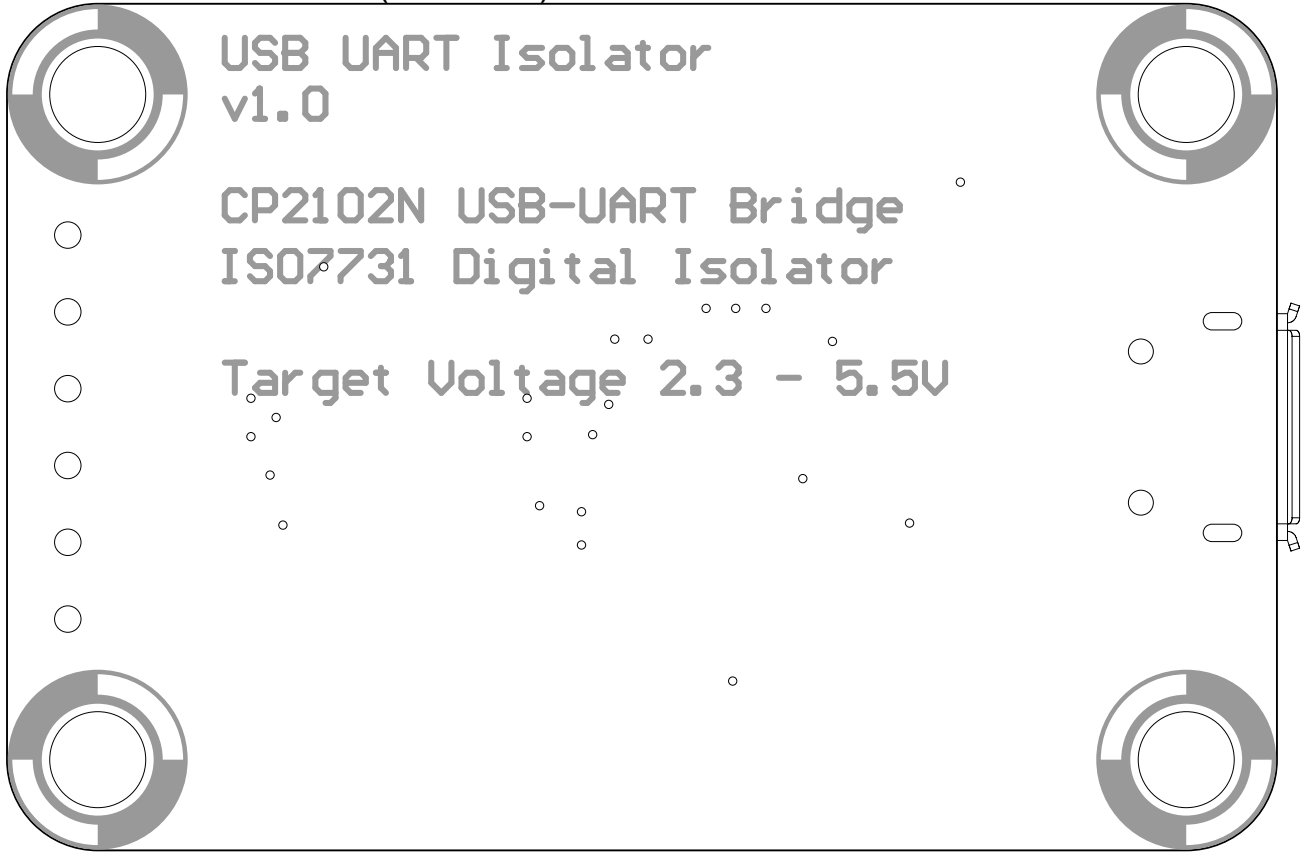 USB UART Isolator
v1.0
CP2102N USB-UART Bridge
ISO7731 Digital Isolator
Target Voltage 2.3 - 5.5V